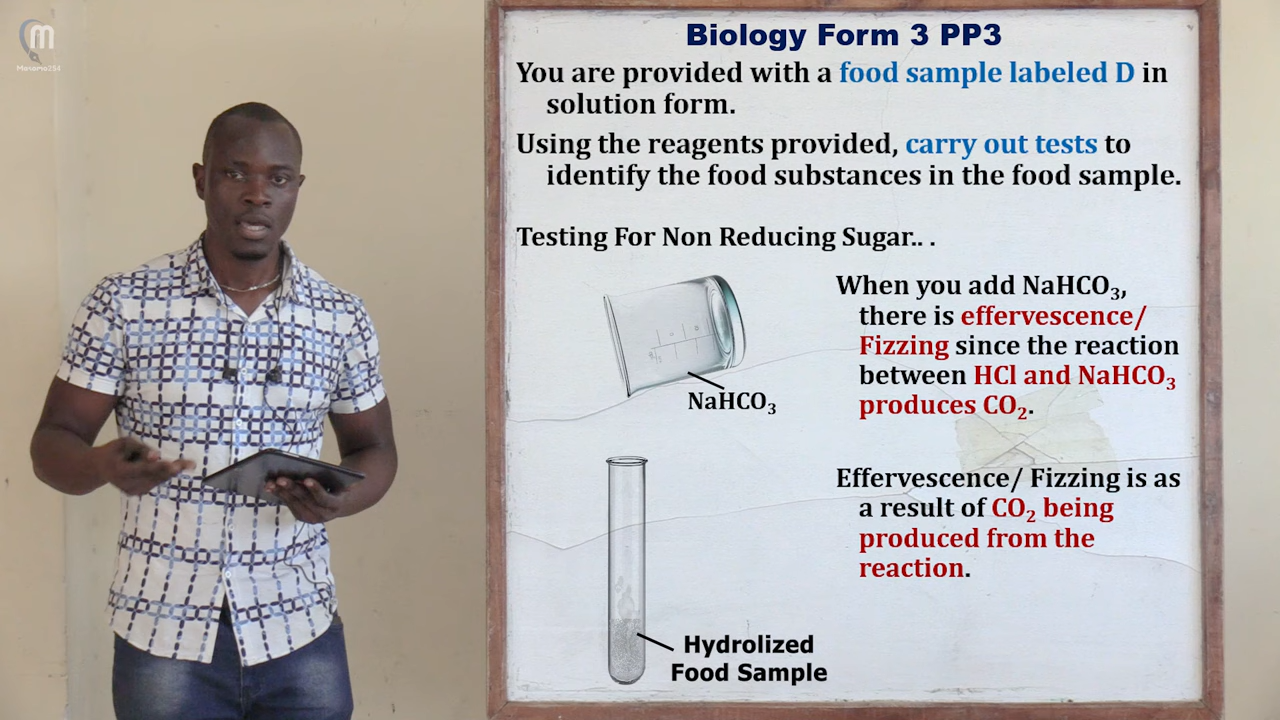 M
Masomo254
Biology Form 3 PP3
You are provided with a food sample labeled D in
solution form.
Using the reagents provided, carry out tests to
identify the food substances in the food sample.
Testing For Non Reducing Sugar.. .
When you add NaHCO₃,
there is effervescence/
Fizzing since the reaction
between HCl and NaHCO₃
produces CO₂.
NaHCO₃
Effervescence/ Fizzing is as
a result of CO₂ being
produced from the
reaction.
Hydrolized
Food Sample